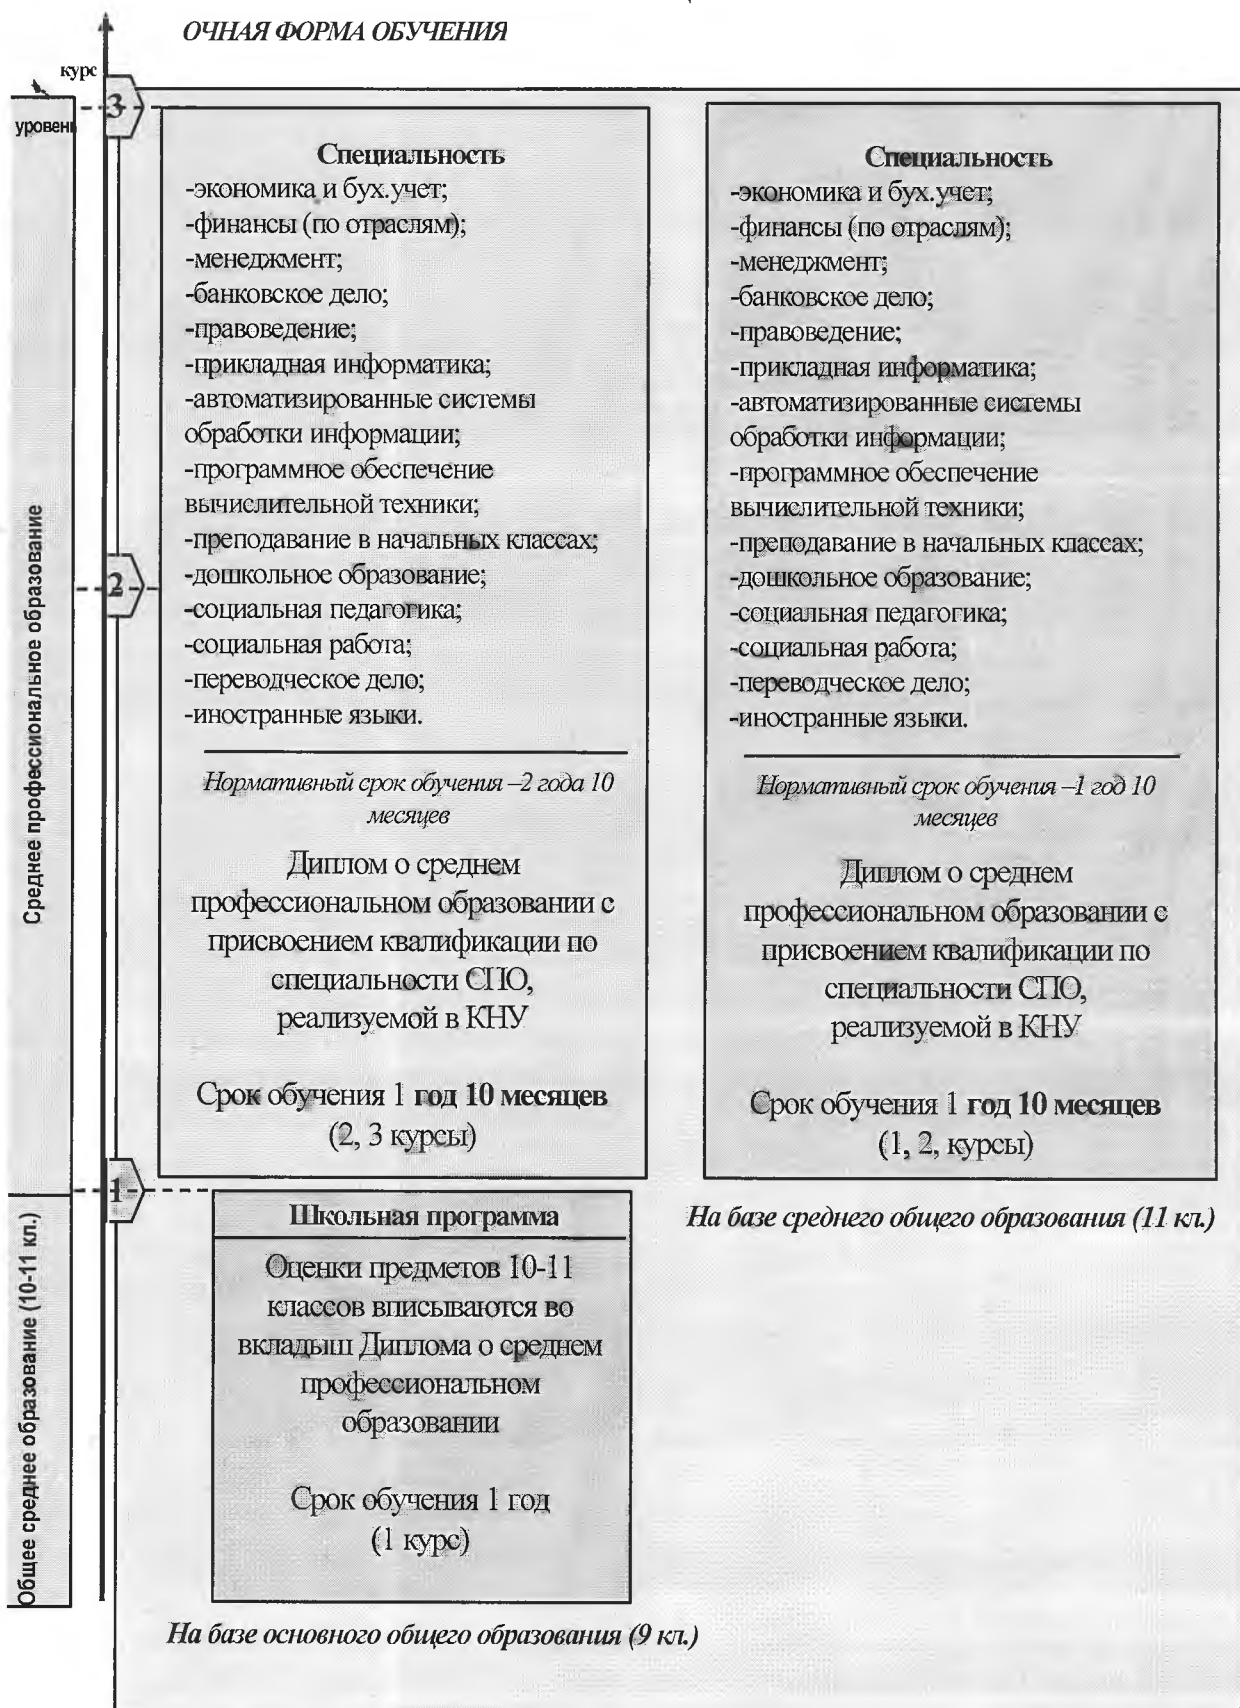 ОЧНАЯ ФОРМА ОБУЧЕНИЯ
курс
уровень
3
Специальность
-экономика и бух.учет;
-финансы (по отраслям);
-менеджмент;
-банковское дело;
-правоведение;
-прикладная информатика;
-автоматизированные системы
обработки информации;
-программное обеспечение
вычислительной техники;
-преподавание в начальных классах;
-дошкольное образование;
-социальная педагогика;
-социальная работа;
-переводческое дело;
-иностранные языки.
Нормативный срок обучения –2 года 10
месяцев
Диплом о среднем
профессиональном образовании с
присвоением квалификации по
специальности СПО,
реализуемой в КНУ
Срок обучения 1 год 10 месяцев
(2, 3 курсы)
Специальность
-экономика и бух.учет;
-финансы (по отраслям);
-менеджмент;
-банковское дело;
-правоведение;
-прикладная информатика;
-автоматизированные системы
обработки информации;
-программное обеспечение
вычислительной техники;
-преподавание в начальных классах;
-дошкольное образование;
-социальная педагогика;
-социальная работа;
-переводческое дело;
-иностранные языки.
Нормативный срок обучения –1 год 10
месяцев
Диплом о среднем
профессиональном образовании с
присвоением квалификации по
специальности СПО,
реализуемой в КНУ
Срок обучения 1 год 10 месяцев
(1, 2, курсы)
На базе среднего общего образования (11 кл.)
Среднее профессиональное образование
2
1
Школьная программа
Оценки предметов 10-11
классов вписываются во
вкладыш Диплома о среднем
профессиональном
образовании
Срок обучения 1 год
(1 курс)
Общее среднее образование (10-11 кл.)
На базе основного общего образования (9 кл.)